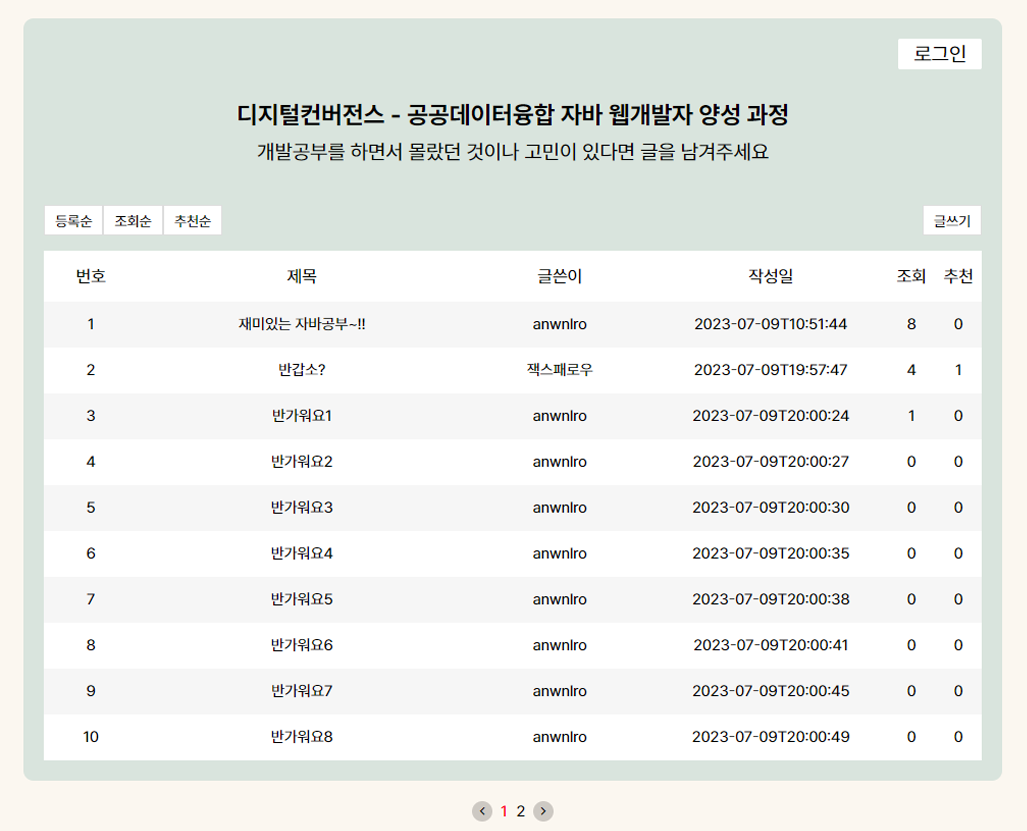 로그인
디지털컨버전스 - 공공데이터융합 자바 웹개발자 양성 과정
개발공부를 하면서 몰랐던 것이나 고민이 있다면 글을 남겨주세요
등록순 조회순 추천순 글쓰기
번호 제목 글쓴이 작성일 조회 추천
1 재미있는 자바공부~!! anwnlro 2023-07-09T10:51:44 8 0
2 반갑소? 잭스패로우 2023-07-09T19:57:47 4 1
3 반가워요1 anwnlro 2023-07-09T20:00:24 1 0
4 반가워요2 anwnlro 2023-07-09T20:00:27 0 0
5 반가워요3 anwnlro 2023-07-09T20:00:30 0 0
6 반가워요4 anwnlro 2023-07-09T20:00:35 0 0
7 반가워요5 anwnlro 2023-07-09T20:00:38 0 0
8 반가워요6 anwnlro 2023-07-09T20:00:41 0 0
9 반가워요7 anwnlro 2023-07-09T20:00:45 0 0
10 반가워요8 anwnlro 2023-07-09T20:00:49 0 0
1 2